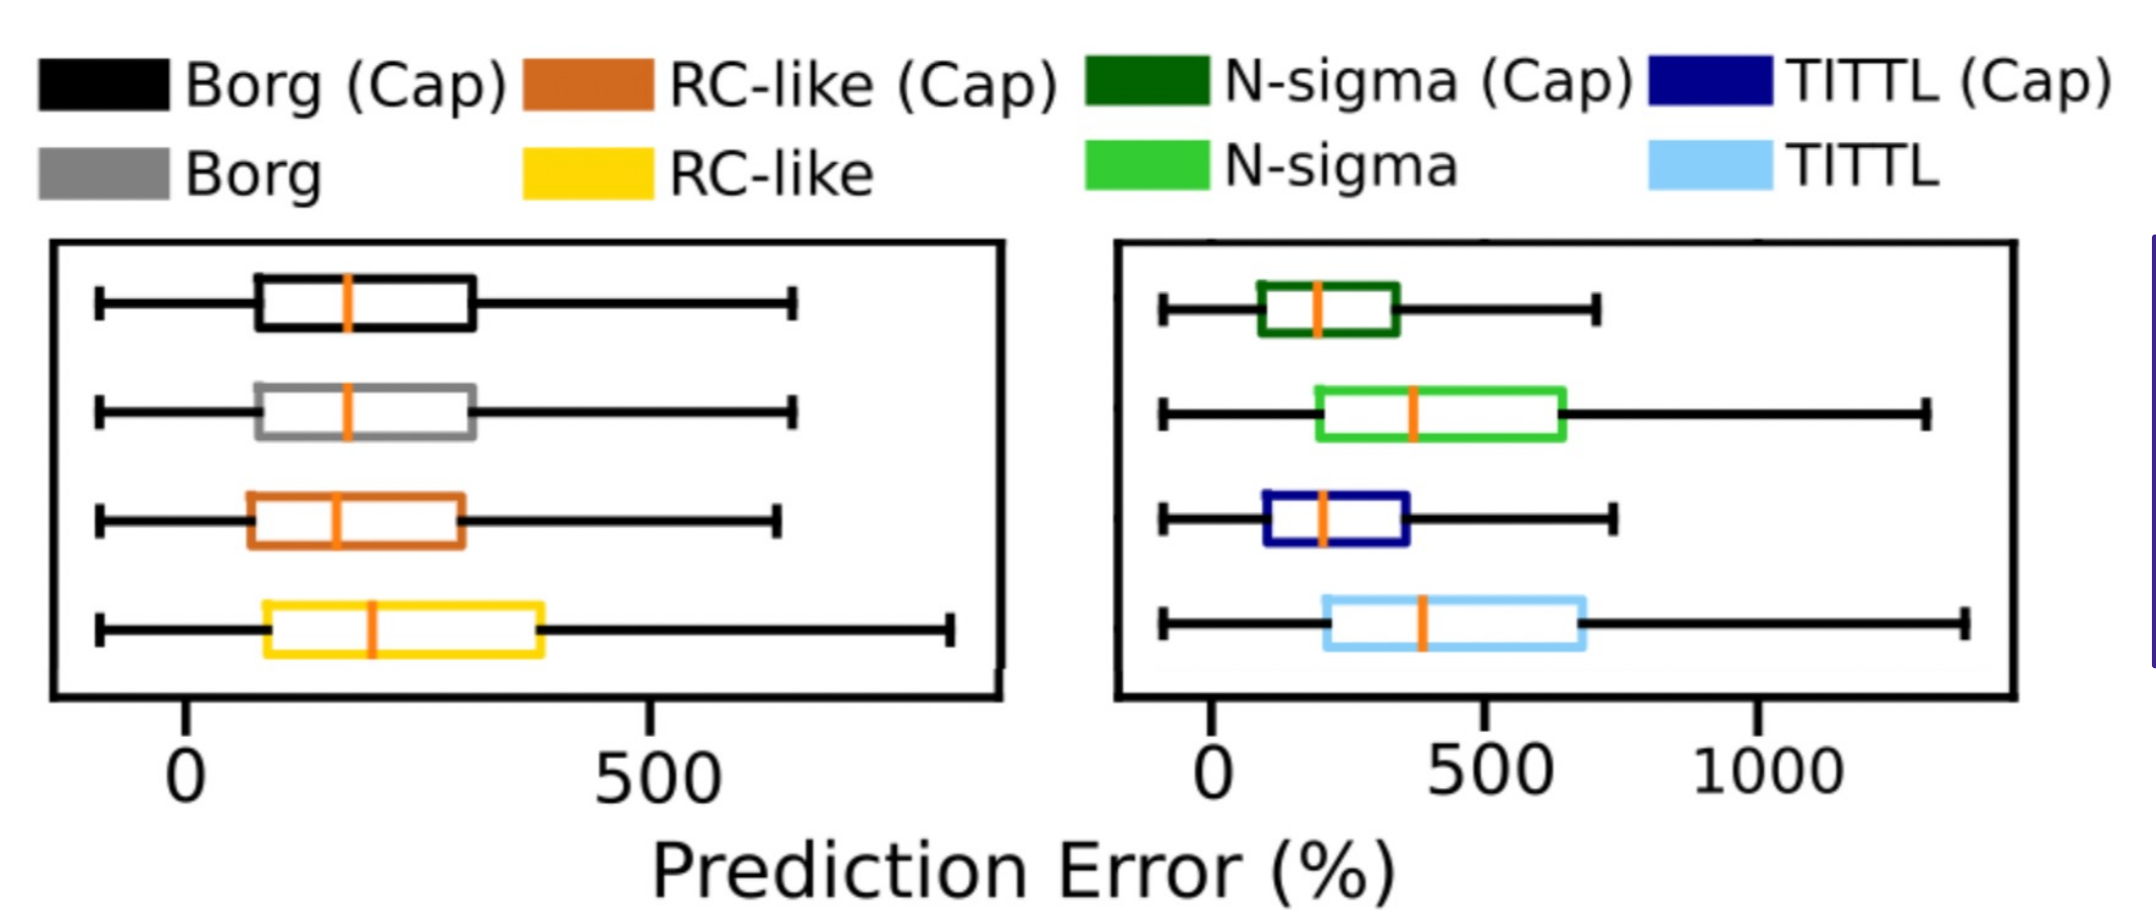 Borg (Cap) RC-like (Cap) N-sigma (Cap) TITTL (Cap)
Borg RC-like N-sigma TITTL
0 500 0 500 1000
Prediction Error (%)